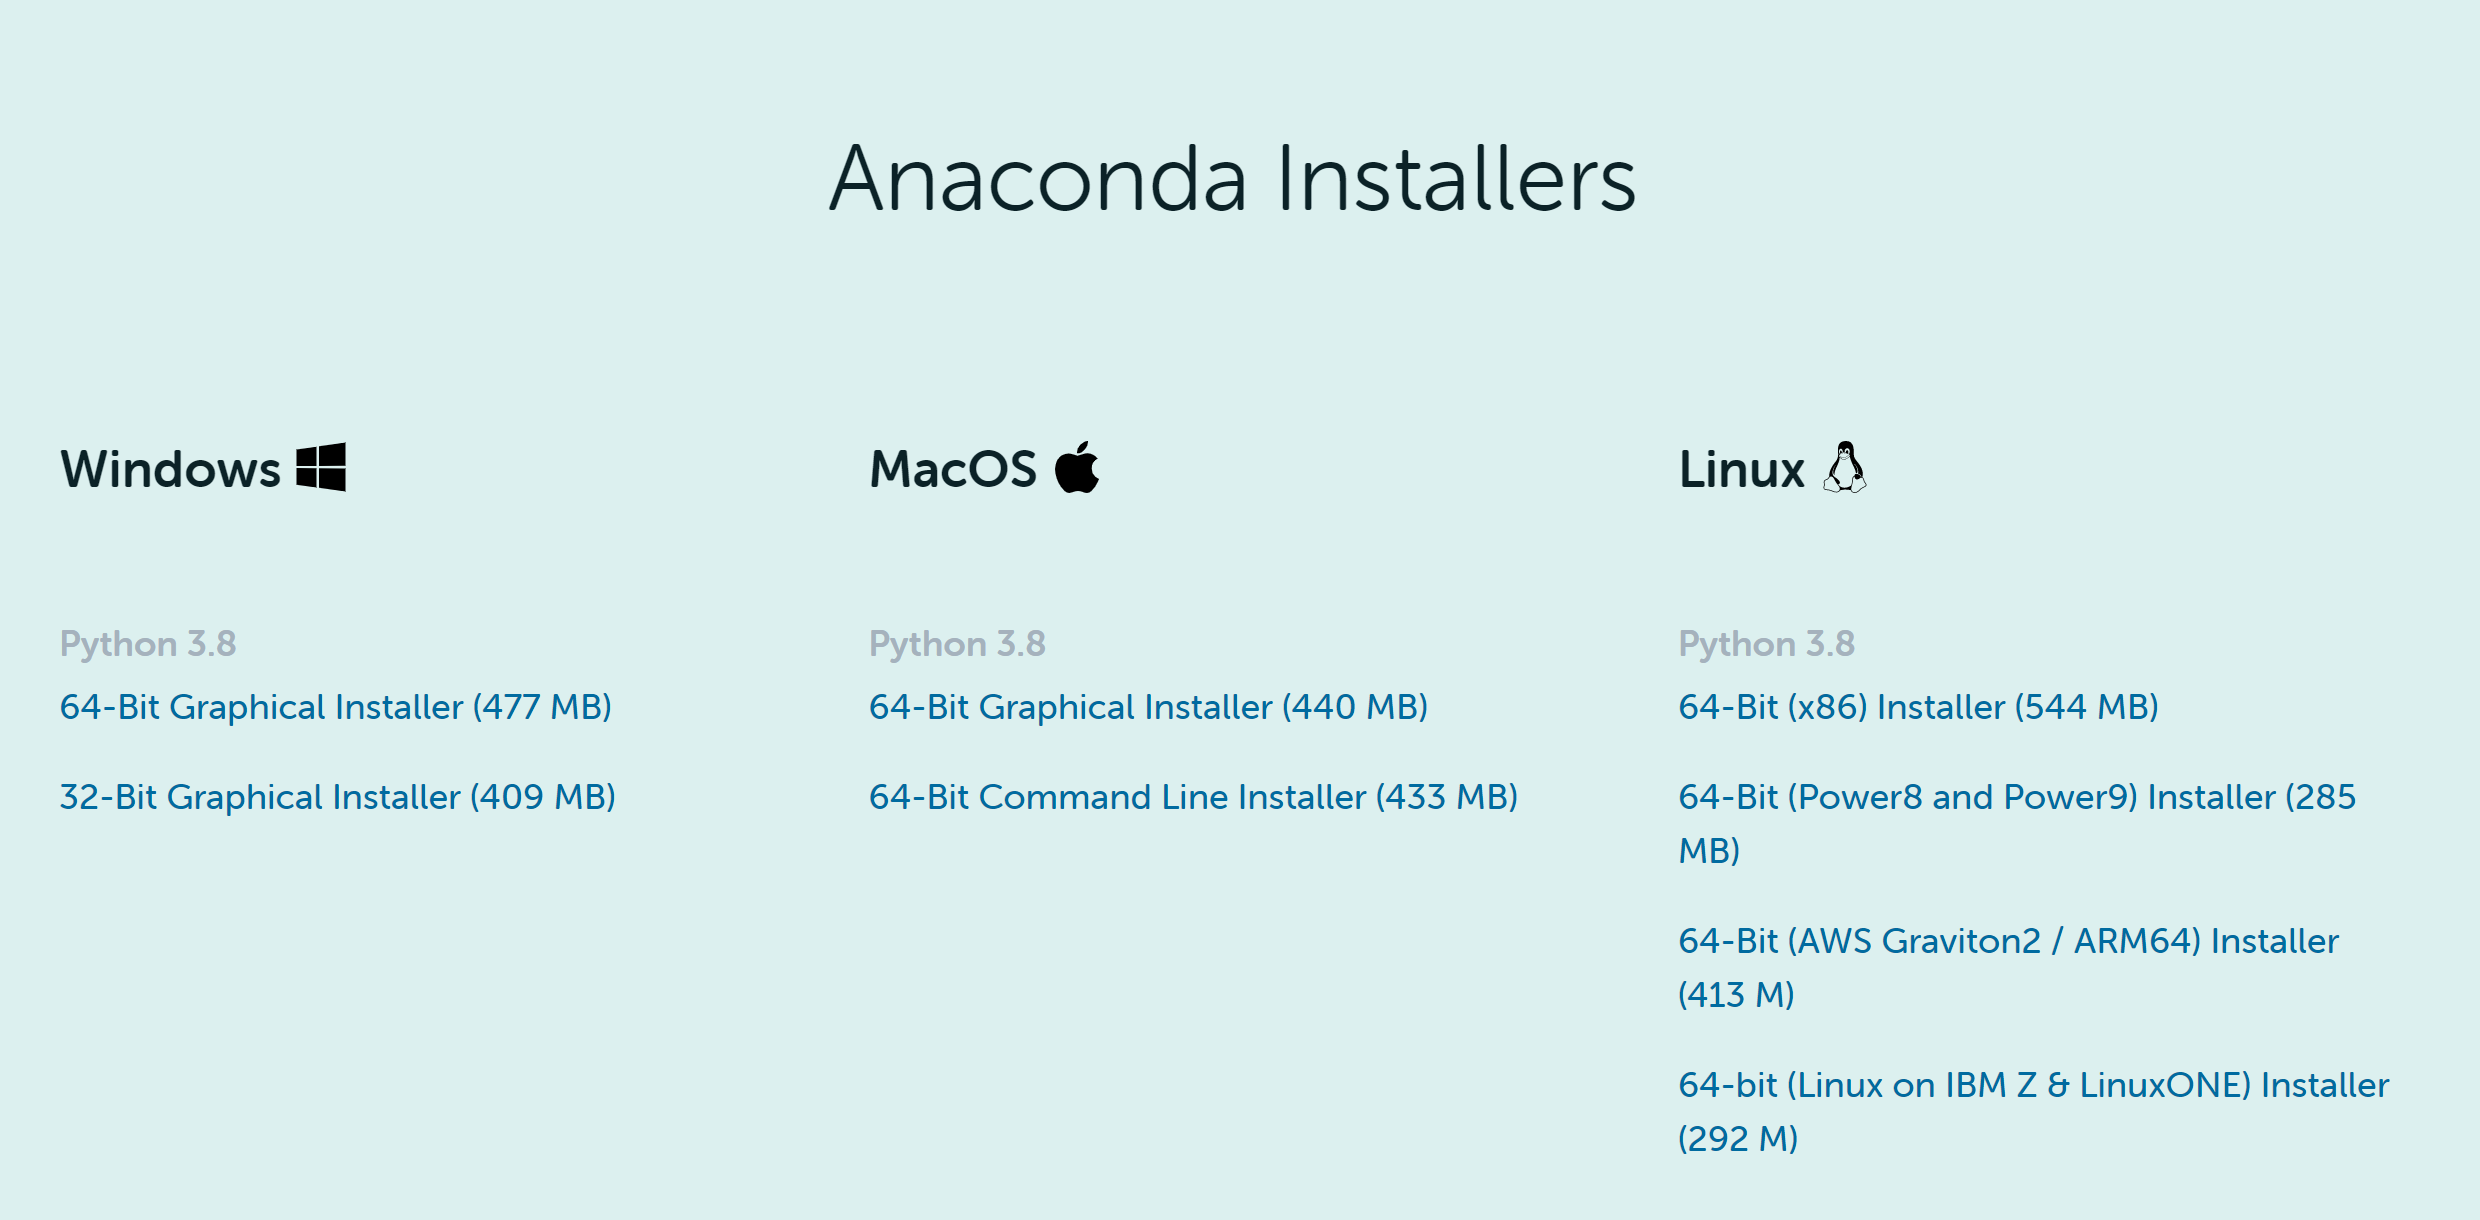 Anaconda Installers
Windows
Python 3.8
64-Bit Graphical Installer (477 MB)
32-Bit Graphical Installer (409 MB)
MacOS
Python 3.8
64-Bit Graphical Installer (440 MB)
64-Bit Command Line Installer (433 MB)
Linux
Python 3.8
64-Bit (x86) Installer (544 MB)
64-Bit (Power8 and Power9) Installer (285
MB)
64-Bit (AWS Graviton2 / ARM64) Installer
(413 M)
64-bit (Linux on IBM Z & LinuxONE) Installer
(292 M)